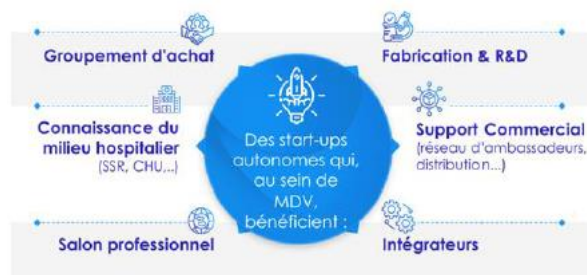 Groupement d'achat
Fabrication & R&D
Connaissance du
milieu hospitalier
(SSR, CHU,..)
Des start-ups
autonomes qui,
au sein de
MDV,
bénéficient :
Support Commercial
(réseau d'ambassadeurs,
distribution...)
Salon professionnel
Intégrateurs